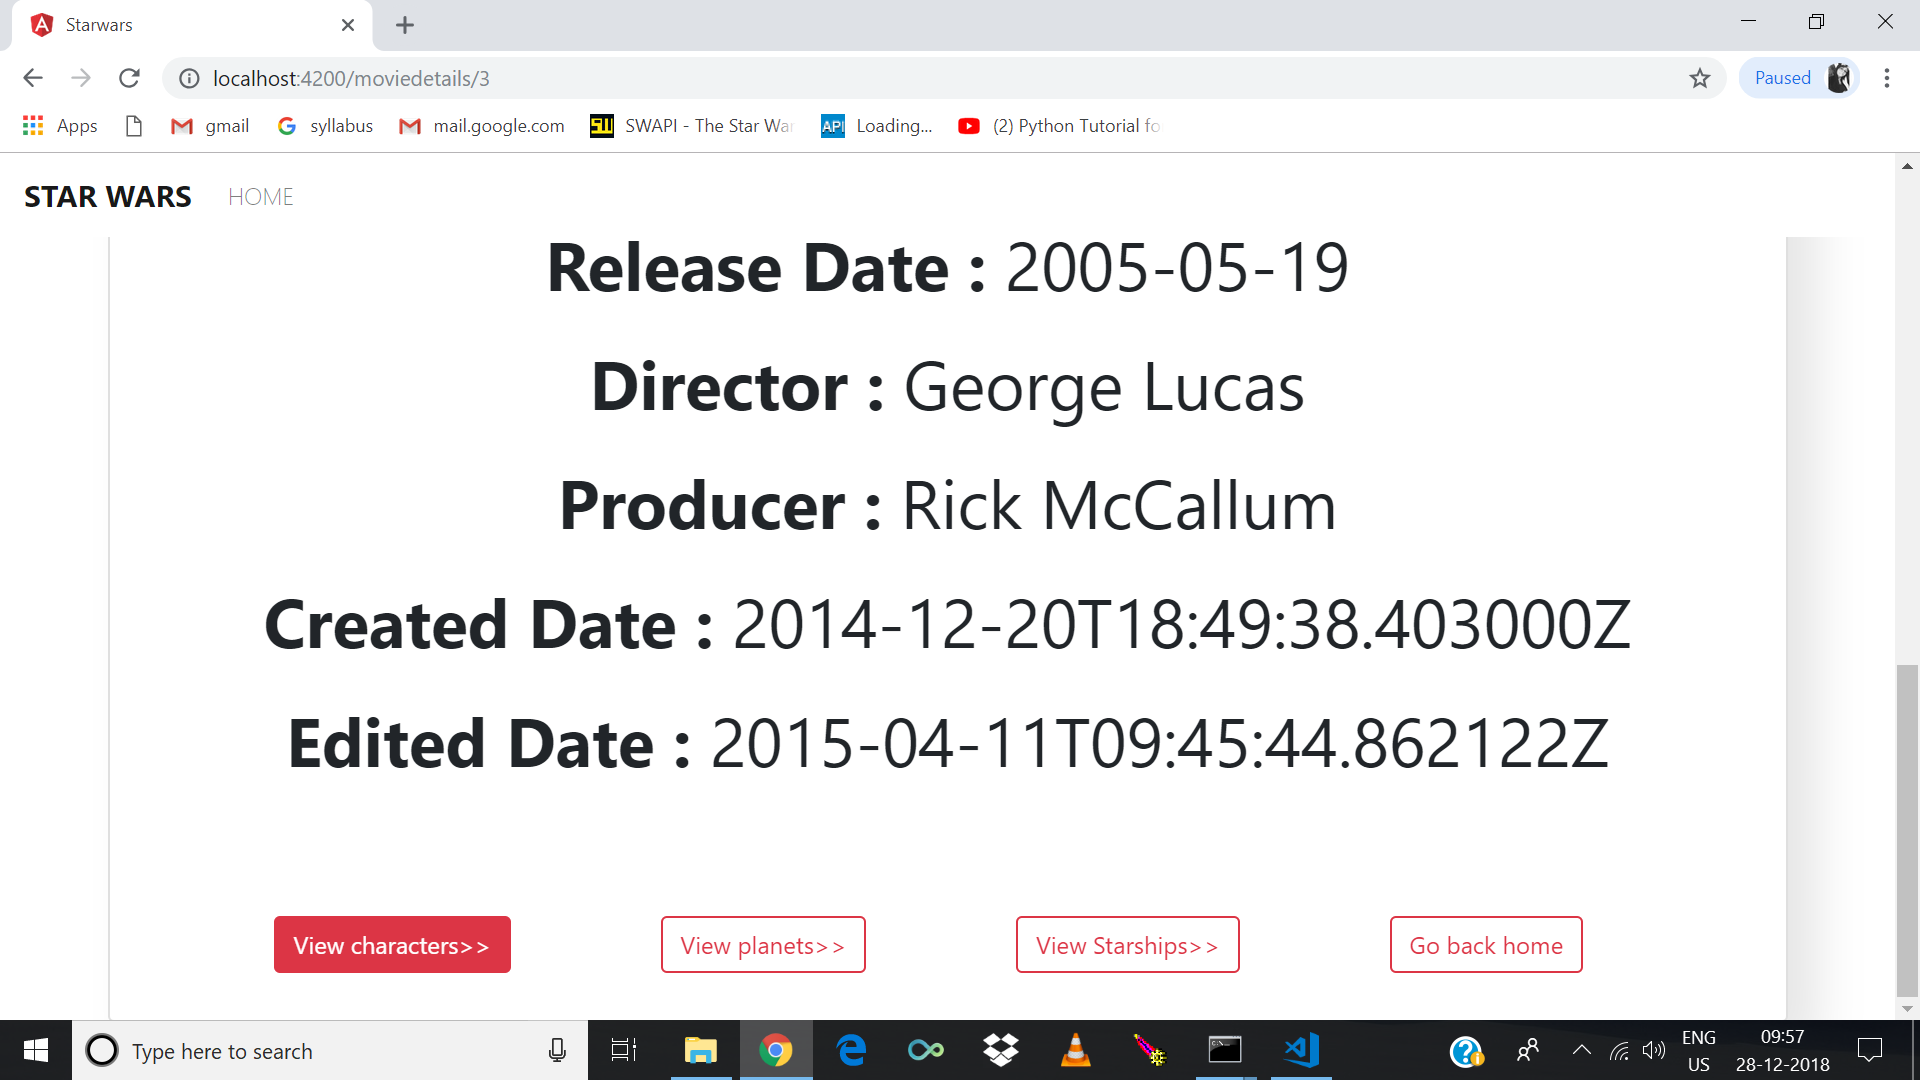 Starwars
localhost:4200/moviedetails/3
Paused
Apps
gmail
syllabus
mail.google.com
SWAPI - The Star War
API
Loading...
(2) Python Tutorial fo
STAR WARS HOME
Release Date : 2005-05-19
Director : George Lucas
Producer : Rick McCallum
Created Date : 2014-12-20T18:49:38.403000Z
Edited Date : 2015-04-11T09:45:44.862122Z
View characters>>
View planets>>
View Starships>>
Go back home
Type here to search
ENG
US
09:57
28-12-2018